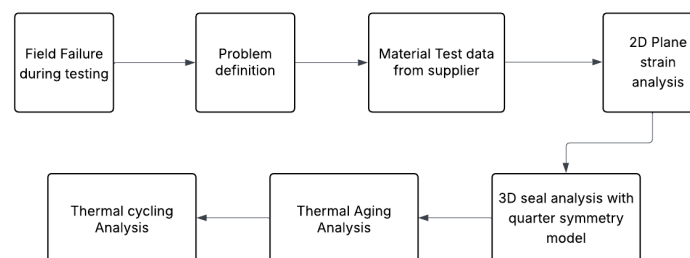 Field Failure
during testing
Problem
definition
Material Test data
from supplier
2D Plane
strain
analysis
3D seal analysis with
quarter symmetry
model
Thermal Aging
Analysis
Thermal cycling
Analysis